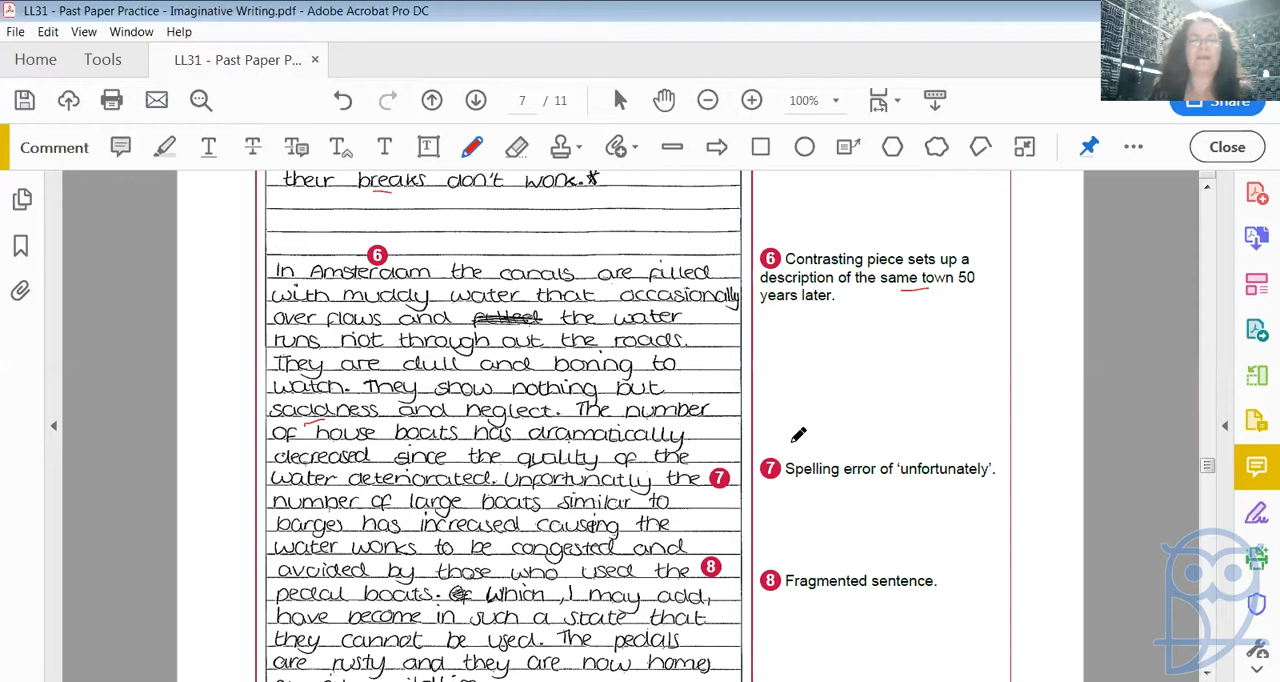 LL31 - Past Paper Practice - Imaginative Writing.pdf - Adobe Acrobat Pro DC
File Edit View Window Help
Home Tools LL31 - Past Paper P... ×
7 / 11 100%
Share
Comment Close
their breaks don't work.*
6
In Amsterdam the canals are filled
with muddy water that occasionally
over flows and the water
runs riot through out the roads.
They are dull and boring to
watch. They show nothing but
saddness and neglect. The number
of house boats has dramatically
decreased since the quality of the
water deteriorated. Unfortunatly the 7
number of large boats similar to
barges has increased causing the
water works to be congested and
avoided by those who used the 8
pedal boats. Which, I may add,
have become in such a state that
they cannot be used. The pedals
are rusty and they are now homes
6 Contrasting piece sets up a
description of the same town 50
years later.
7 Spelling error of 'unfortunately'.
8 Fragmented sentence.